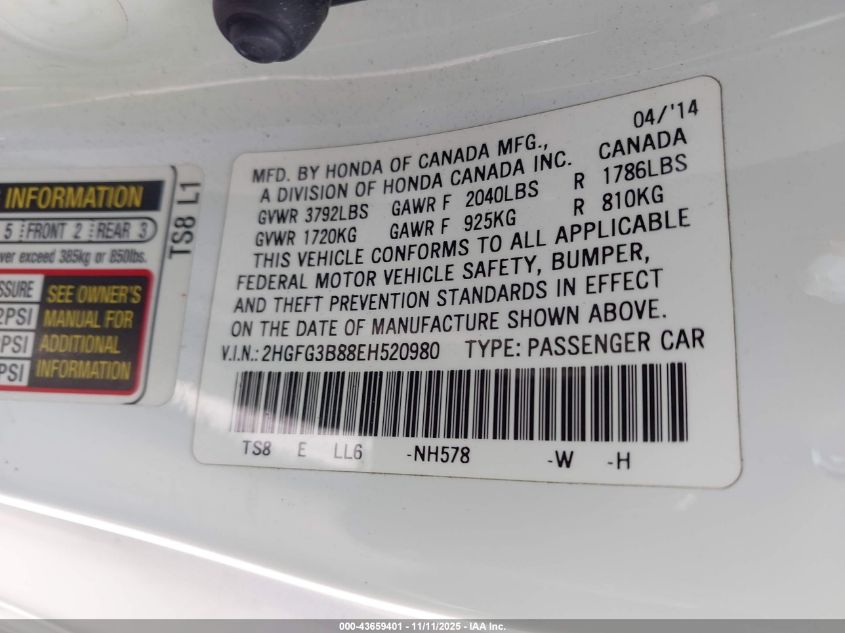 04/'14
MFD. BY HONDA OF CANADA MFG.,
A DIVISION OF HONDA CANADA INC. CANADA
GVWR 3792LBS GAWR F 2040LBS R 1786LBS
GVWR 1720KG GAWR F 925KG R 810KG
THIS VEHICLE CONFORMS TO ALL APPLICABLE
FEDERAL MOTOR VEHICLE SAFETY, BUMPER,
AND THEFT PREVENTION STANDARDS IN EFFECT
ON THE DATE OF MANUFACTURE SHOWN ABOVE.
V.I.N.: 2HGFG3B88EH520980 TYPE: PASSENGER CAR
TS8 E LL6 -NH578 -W -H
INFORMATION
5 FRONT 2 REAR 3
exceed 385kg or 850lbs.
SEE OWNER'S
MANUAL FOR
PSI ADDITIONAL
PSI INFORMATION
TS8 L1
000-43659401 - 11/11/2025 - IAA Inc.